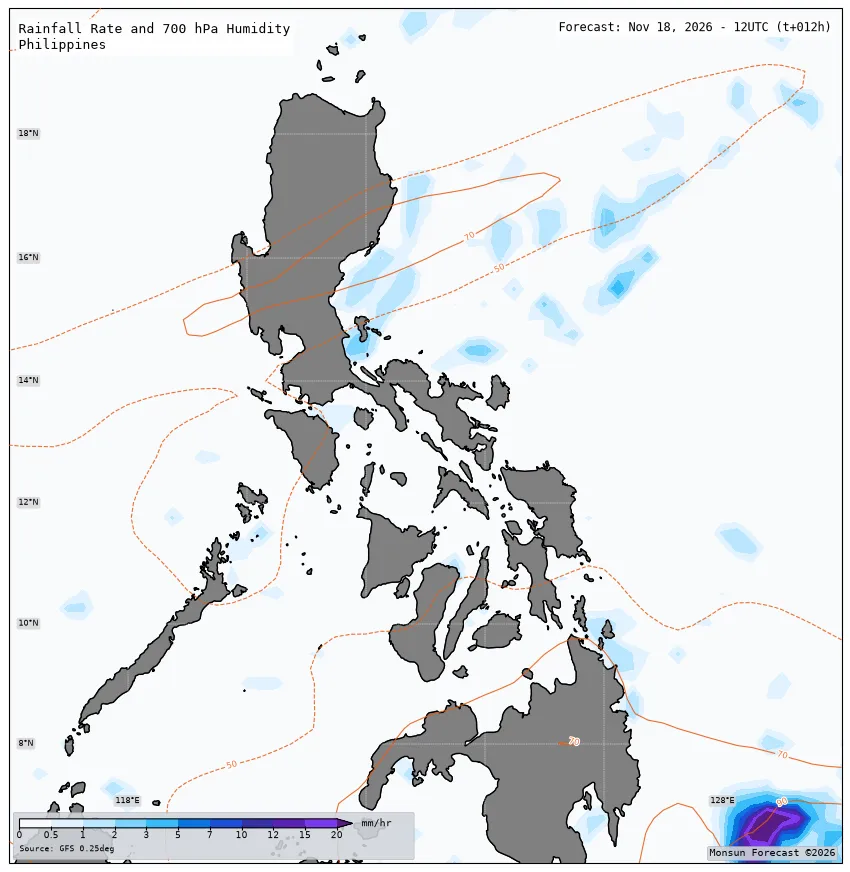 Rainfall Rate and 700 hPa Humidity
Philippines
Forecast: Nov 18, 2026 - 12UTC (t+012h)
18°N
16°N
70
50
14°N
12°N
10°N
8°N
70
70
50
118°E
128°E
90
0 0.5 1 2 3 5 7 10 12 15 20 mm/hr
Source: GFS 0.25deg
Monsun Forecast ©2026